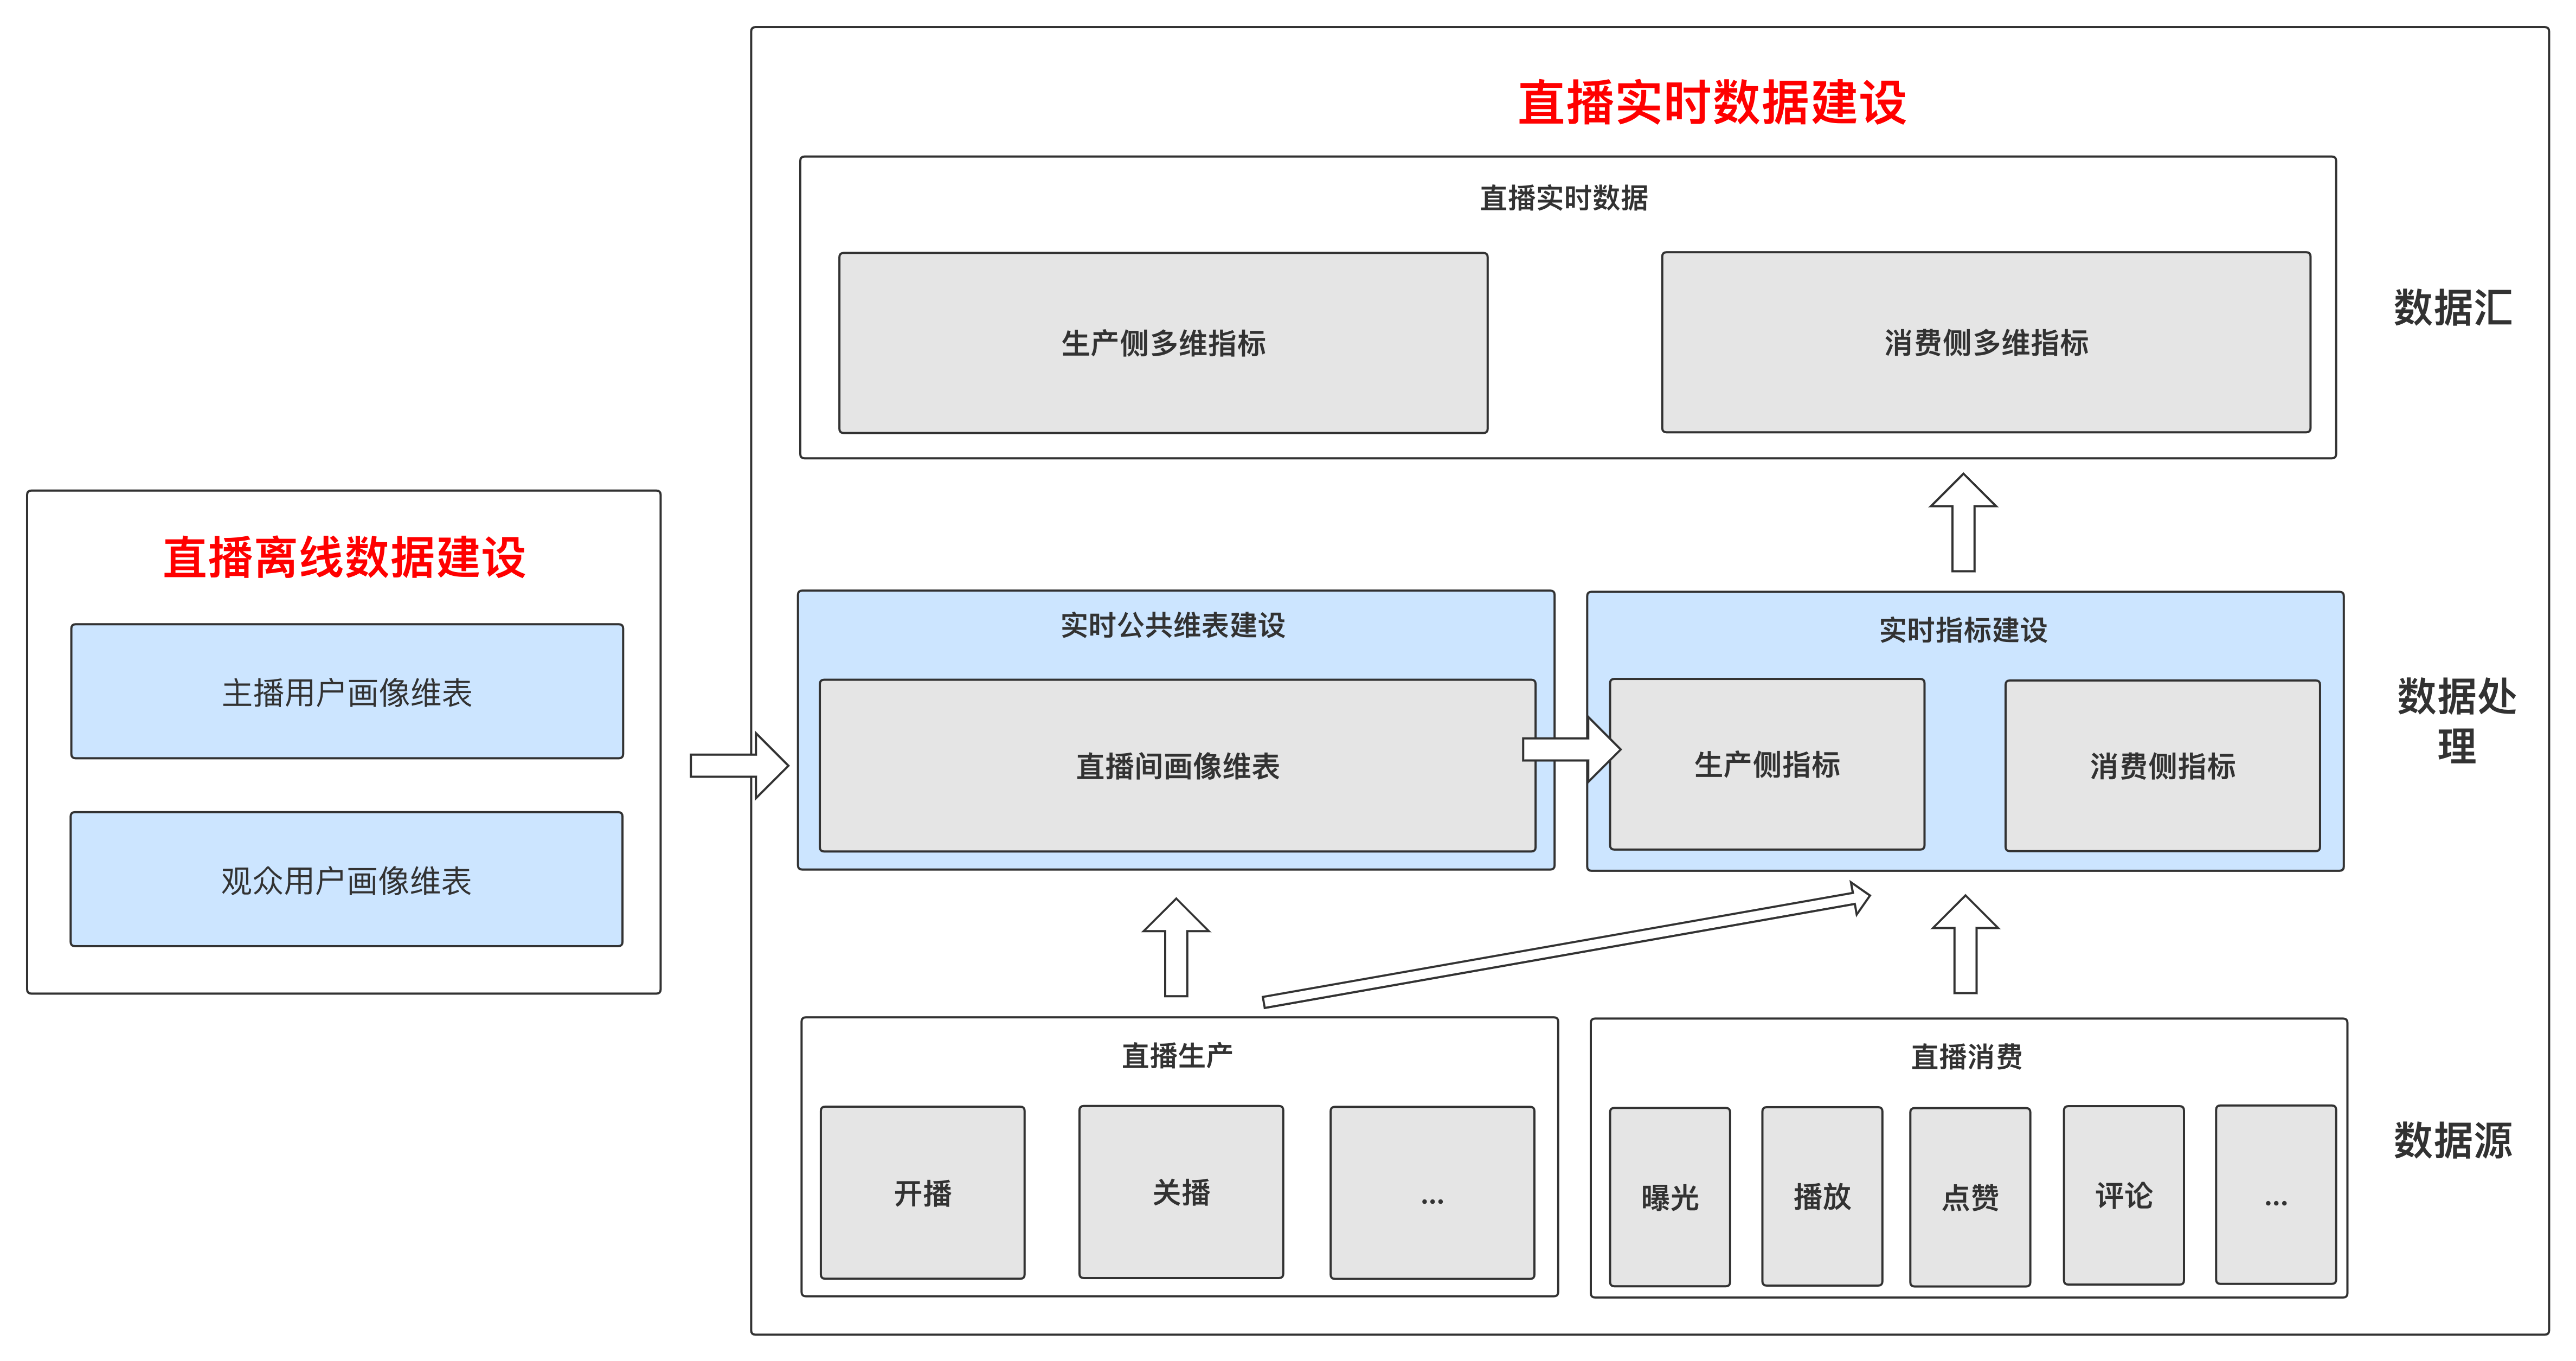 直播实时数据建设
直播实时数据
生产侧多维指标
消费侧多维指标
数据汇
直播离线数据建设
主播用户画像维表
观众用户画像维表
实时公共维表建设
直播间画像维表
实时指标建设
生产侧指标
消费侧指标
数据处
理
直播生产
开播
关播
...
直播消费
曝光
播放
点赞
评论
...
数据源